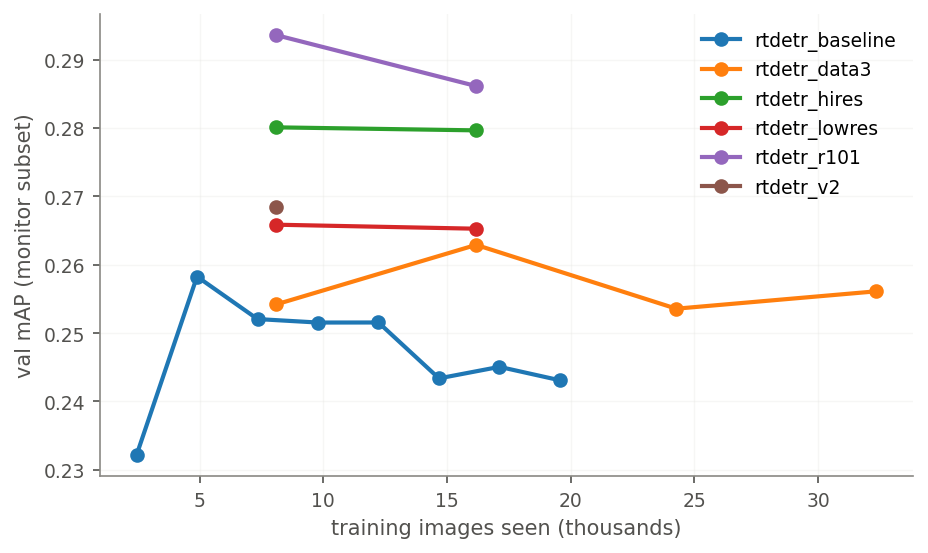 val mAP (monitor subset)
0.29
0.28
0.27
0.26
0.25
0.24
0.23
rtdetr_baseline
rtdetr_data3
rtdetr_hires
rtdetr_lowres
rtdetr_r101
rtdetr_v2
5 10 15 20 25 30
training images seen (thousands)